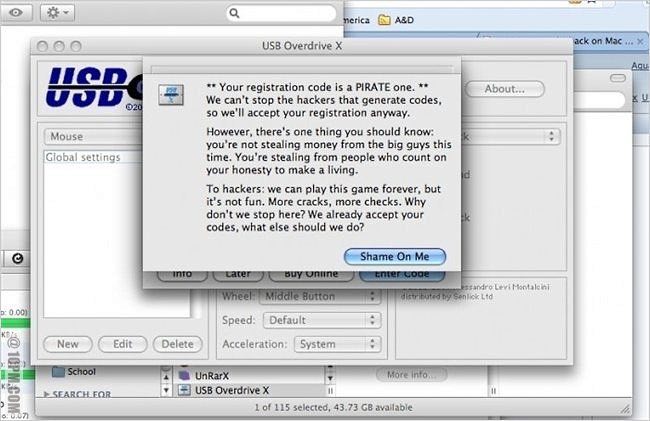 merica
A&D
USB Overdrive X
ack on Mac ...
USB
©20
About...
Mouse
Global settings
** Your registration code is a PIRATE one. **
We can't stop the hackers that generate codes,
so we'll accept your registration anyway.
However, there's one thing you should know:
you're not stealing money from the big guys this
time. You're stealing from people who count on
your honesty to make a living.
To hackers: we can play this game forever, but
it's not fun. More cracks, more checks. Why
don't we stop here? We already accept your
codes, what else should we do?
Shame On Me
Info Later Buy Online Enter Code
essandro Levi Montalcini
distributed by Senlick Ltd
Wheel: Middle Button
Speed: Default
Acceleration: System
New Edit Delete
School
UnRarX
More info...
SEARCH FOR
USB Overdrive X
1 of 115 selected, 43.73 GB available
@10PM.COM